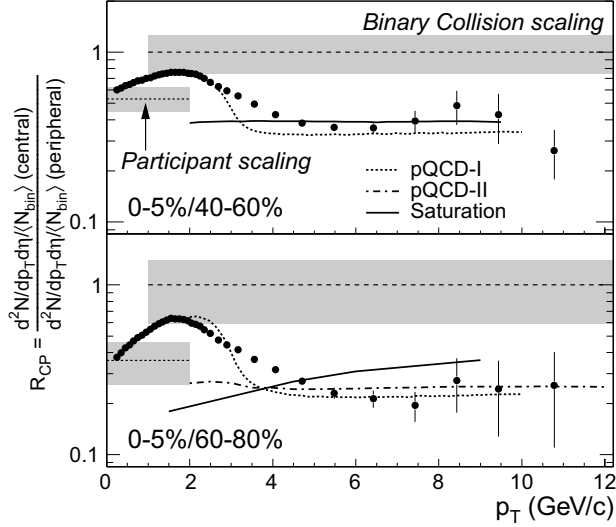 Binary Collision scaling
1
Participant scaling
pQCD-I
pQCD-II
Saturation
0-5%/40-60%
0.1
R_CP = d²N/dp_T dη/⟨N_bin⟩ (central)
d²N/dp_T dη/⟨N_bin⟩ (peripheral)
1
0-5%/60-80%
0.1
0 2 4 6 8 10 12
p_T (GeV/c)